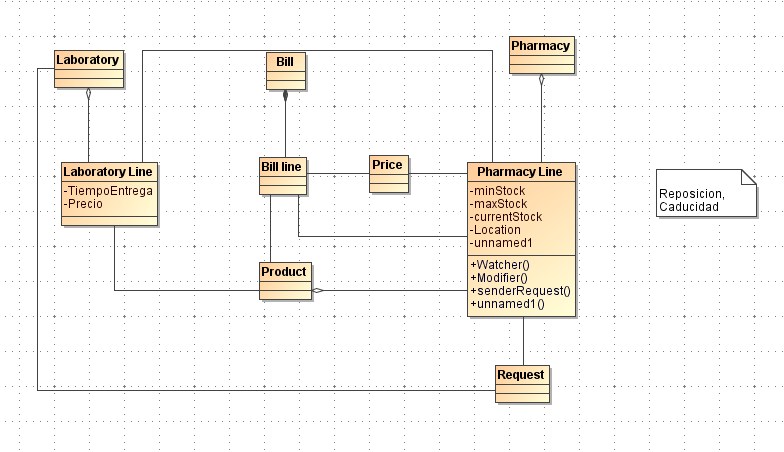 Laboratory
Bill
Pharmacy
Laboratory Line
-TiempoEntrega
-Precio
Bill line
Price
Pharmacy Line
-minStock
-maxStock
-currentStock
-Location
-unnamed1
+Watcher()
+Modifier()
+senderRequest()
+unnamed1()
Reposicion,
Caducidad
Product
Request